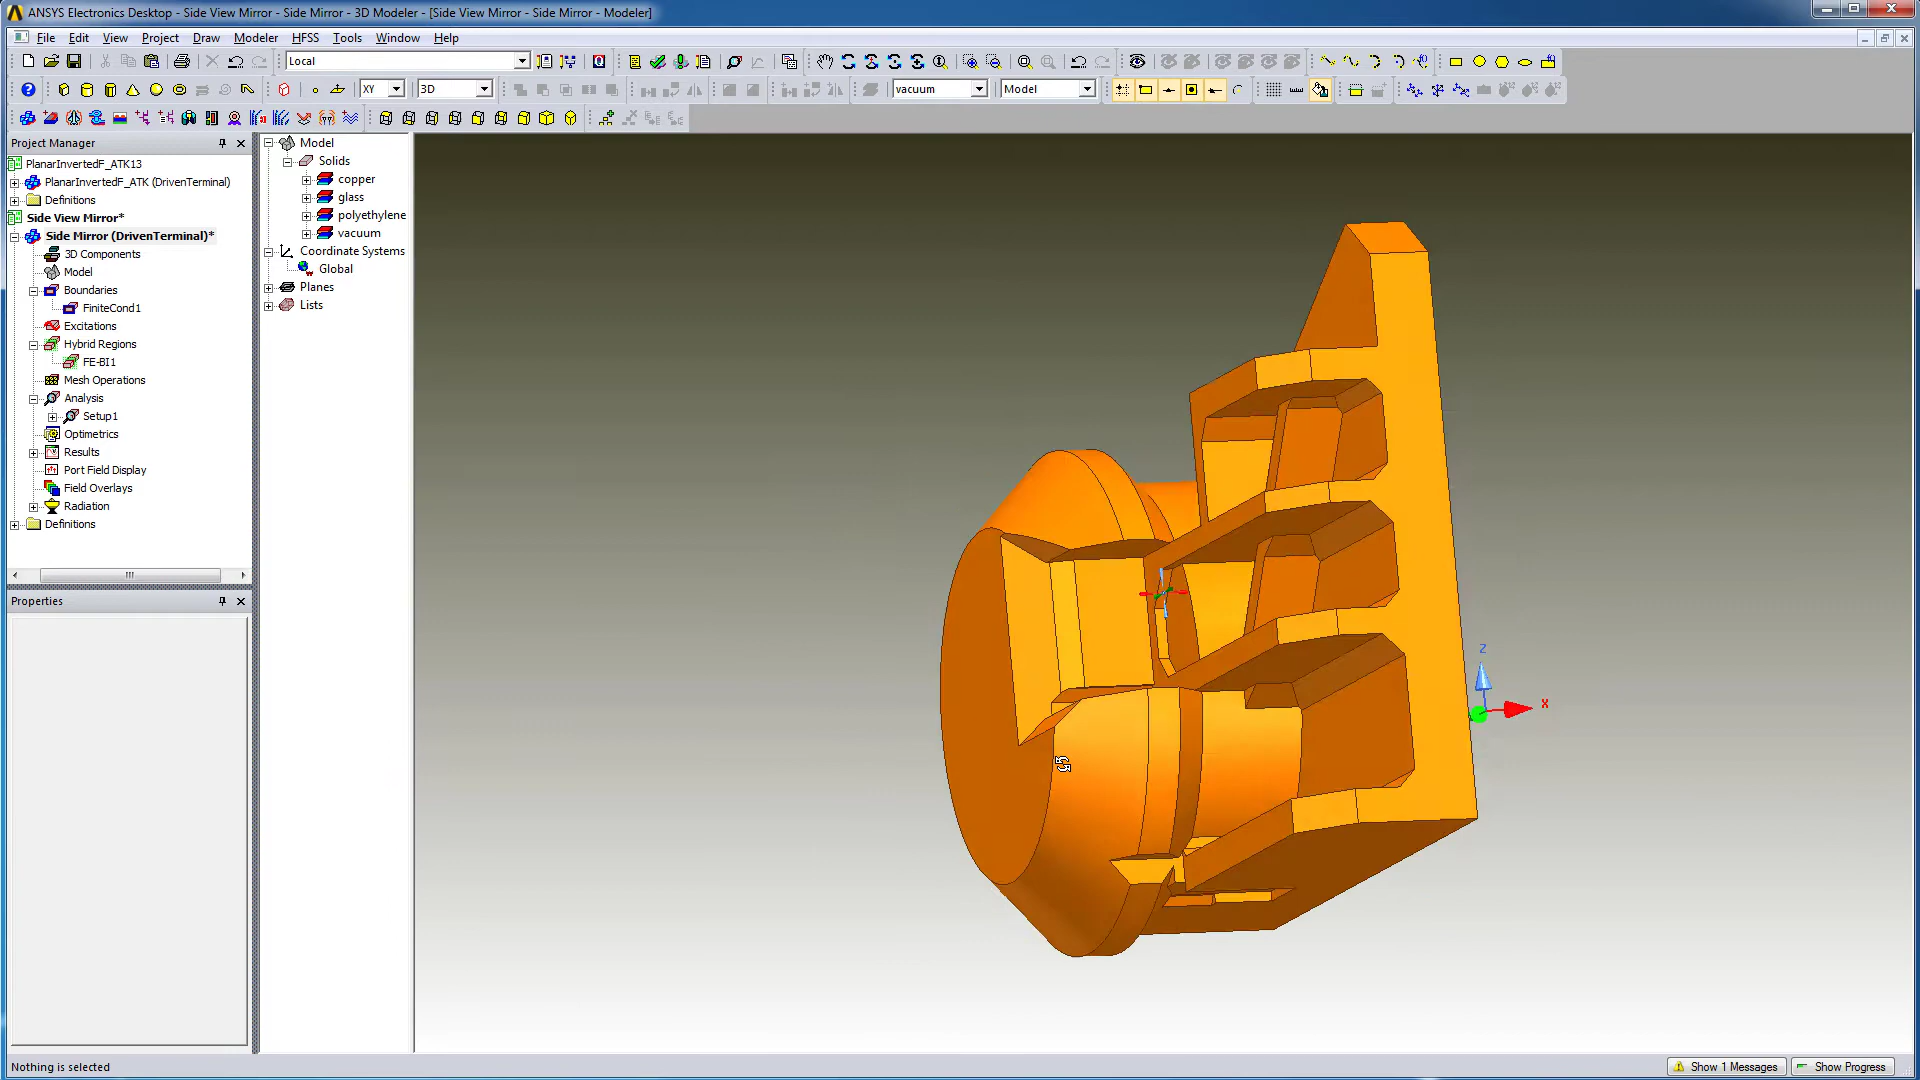 ANSYS Electronics Desktop - Side View Mirror - Side Mirror - 3D Modeler - [Side View Mirror - Side Mirror - Modeler]
File Edit View Project Draw Modeler HFSS Tools Window Help
Local
XY 3D vacuum Model
Project Manager
PlanarInvertedF_ATK13
PlanarInvertedF_ATK (DrivenTerminal)
Definitions
Side View Mirror*
Side Mirror (DrivenTerminal)*
3D Components
Model
Boundaries
FiniteCond1
Excitations
Hybrid Regions
FE-BI1
Mesh Operations
Analysis
Setup1
Optimetrics
Results
Port Field Display
Field Overlays
Radiation
Definitions
Properties
Model
Solids
copper
glass
polyethylene
vacuum
Coordinate Systems
Global
Planes
Lists
Z
X
Nothing is selected
Show 1 Messages
Show Progress